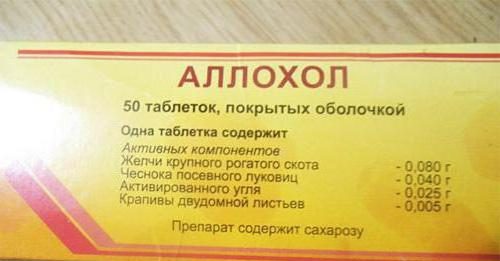 АЛЛОХОЛ
50 таблеток, покрытых оболочкой
Одна таблетка содержит
Активных компонентов
Желчи крупного рогатого скота - 0,080 г
Чеснока посевного луковиц - 0,040 г
Активированного угля - 0,025 г
Крапивы двудомной листьев - 0,005 г
Препарат содержит сахарозу